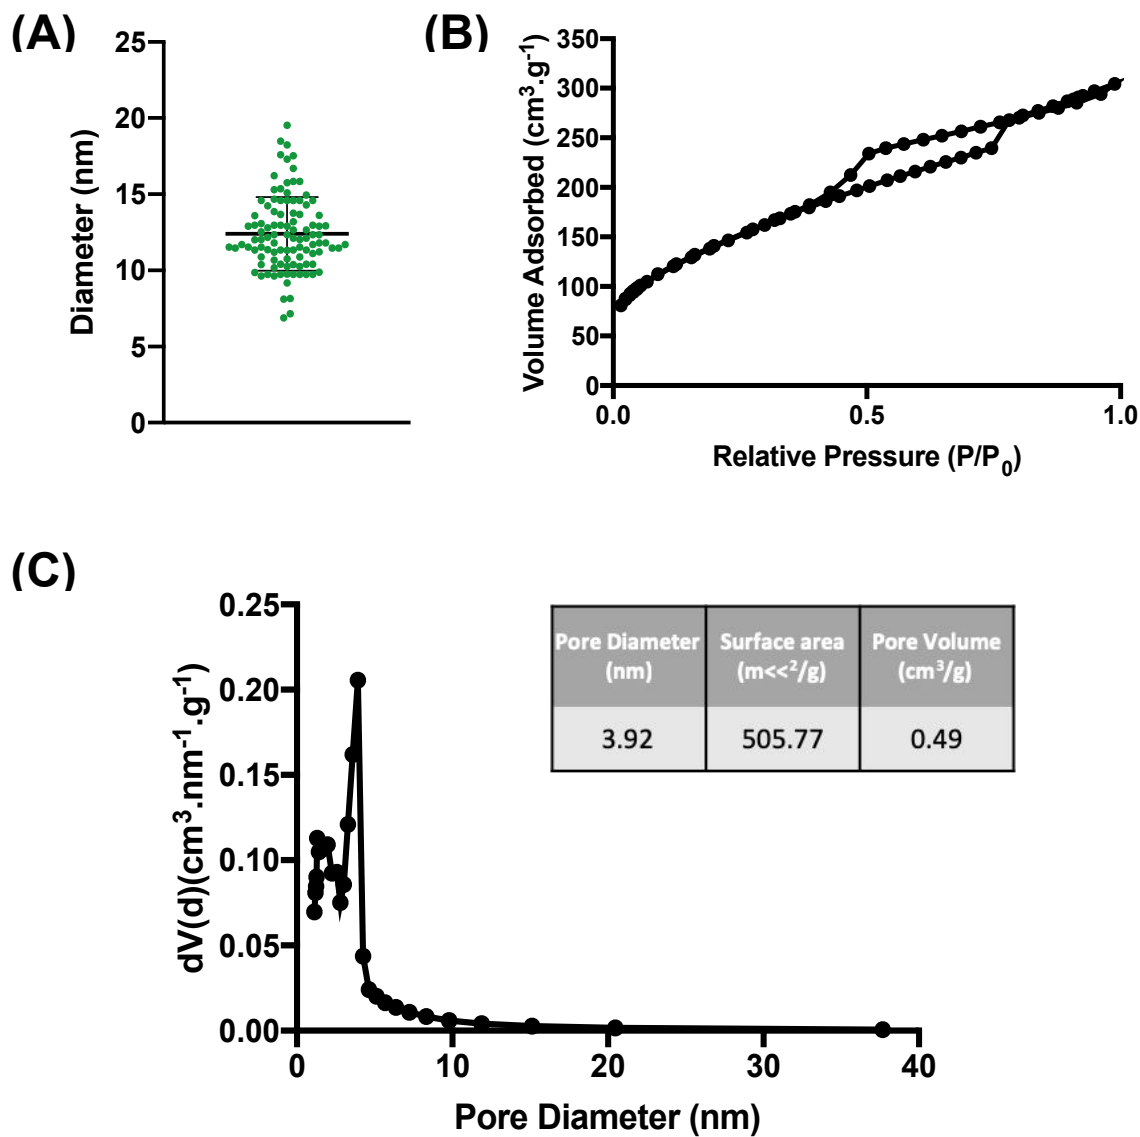 (A)
25
20
15
10
5
0
Diameter (nm)
(B)
350
300
250
200
150
100
50
0
Volume Adsorbed (cm³.g⁻¹)
0.0 0.5 1.0
Relative Pressure (P/P₀)
(C)
0.25
0.20
0.15
0.10
0.05
0.00
dV(d)(cm³.nm⁻¹.g⁻¹)
0 10 20 30 40
Pore Diameter (nm)
Pore Diameter Surface area Pore Volume
(nm) (m<<²/g) (cm³/g)
3.92 505.77 0.49